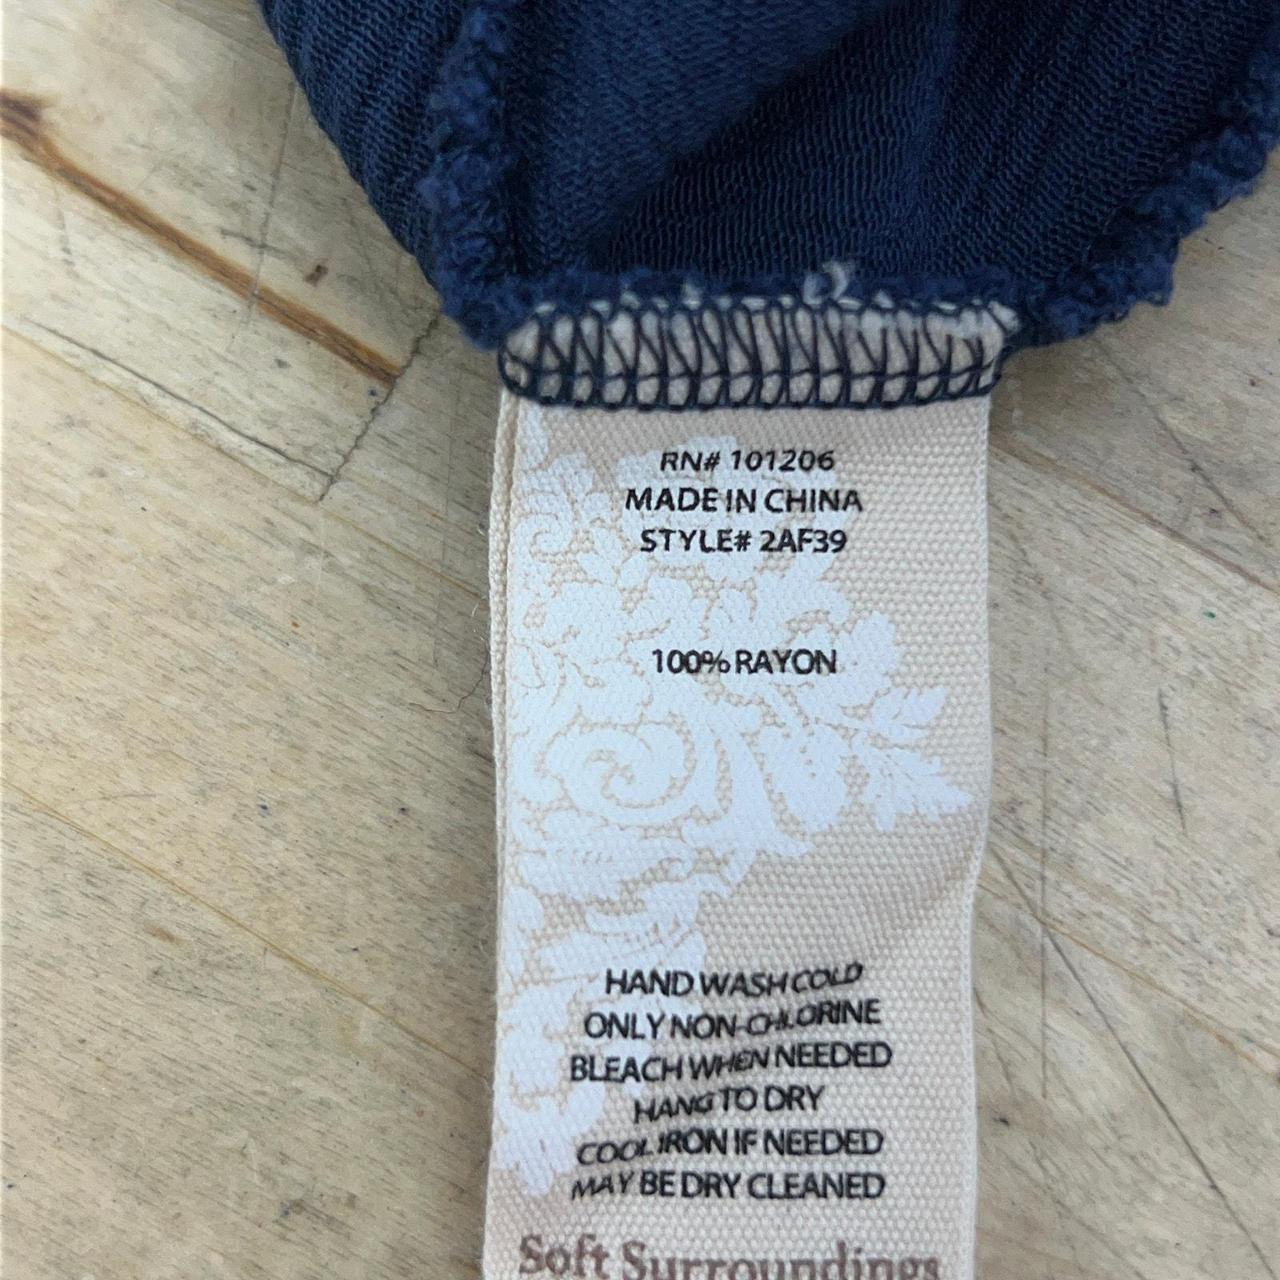 RN# 101206
MADE IN CHINA
STYLE# 2AF39
100% RAYON
HAND WASH COLD
ONLY NON-CHLORINE
BLEACH WHEN NEEDED
HANG TO DRY
COOL IRON IF NEEDED
MAY BE DRY CLEANED
Soft Surroundings